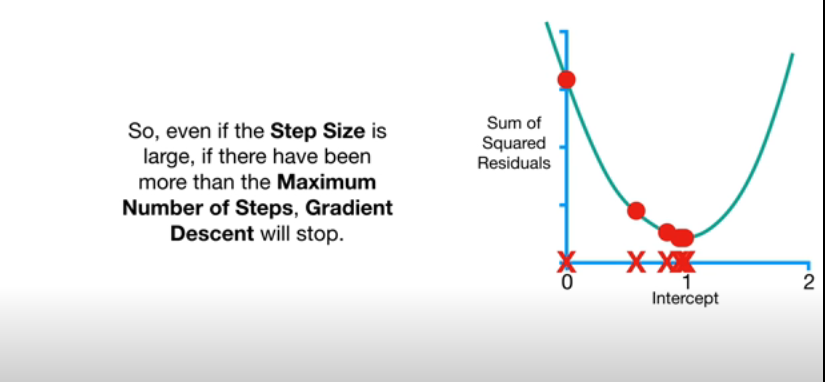 So, even if the Step Size is
large, if there have been
more than the Maximum
Number of Steps, Gradient
Descent will stop.
Sum of
Squared
Residuals
0
1
2
Intercept